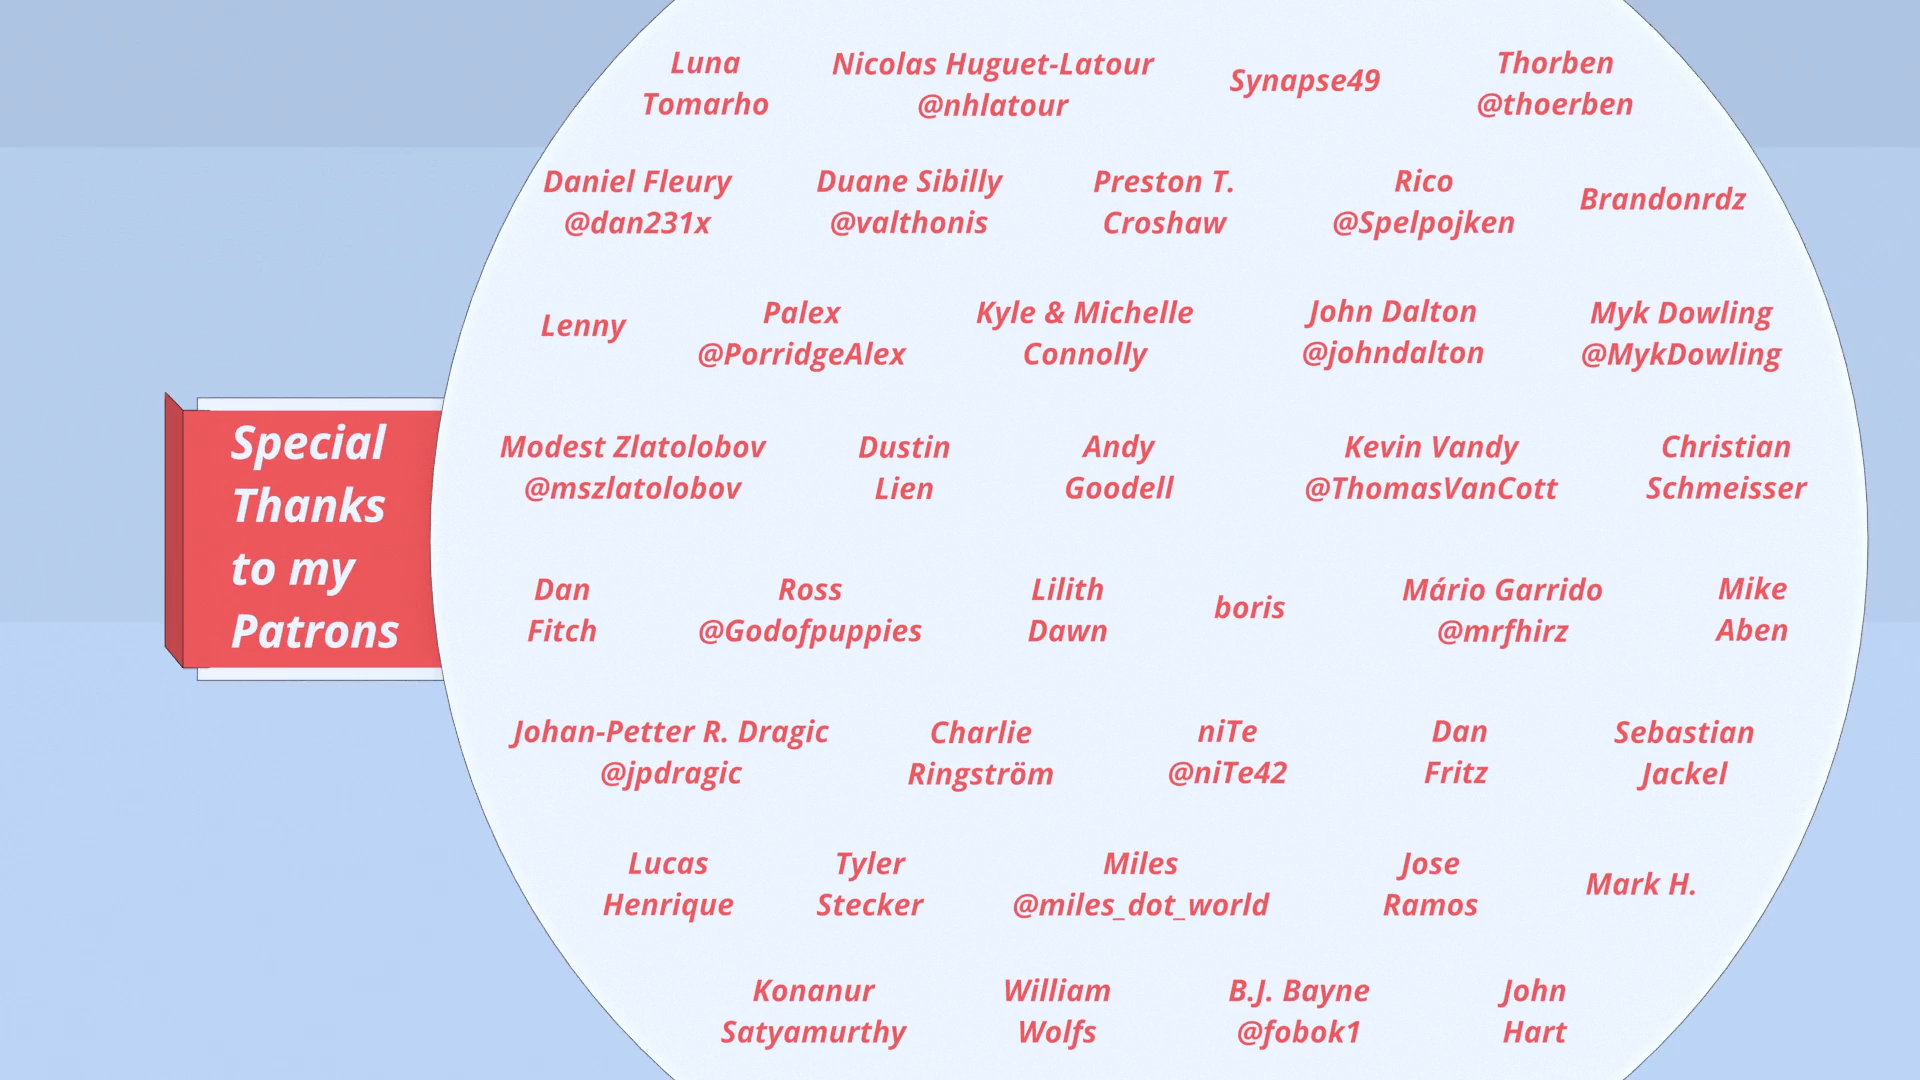 Special
Thanks
to my
Patrons
Luna
Tomarho
Nicolas Huguet-Latour
@nhlatour
Synapse49
Thorben
@thoerben
Daniel Fleury
@dan231x
Duane Sibilly
@valthonis
Preston T.
Croshaw
Rico
@Spelpojken
Brandonrdz
Lenny
Palex
@PorridgeAlex
Kyle & Michelle
Connolly
John Dalton
@johndalton
Myk Dowling
@MykDowling
Modest Zlatolobov
@mszlatolobov
Dustin
Lien
Andy
Goodell
Kevin Vandy
@ThomasVanCott
Christian
Schmeisser
Dan
Fitch
Ross
@Godofpuppies
Lilith
Dawn
boris
Mário Garrido
@mrfhirz
Mike
Aben
Johan-Petter R. Dragic
@jpdragic
Charlie
Ringström
niTe
@niTe42
Dan
Fritz
Sebastian
Jackel
Lucas
Henrique
Tyler
Stecker
Miles
@miles_dot_world
Jose
Ramos
Mark H.
Konanur
Satyamurthy
William
Wolfs
B.J. Bayne
@fobok1
John
Hart